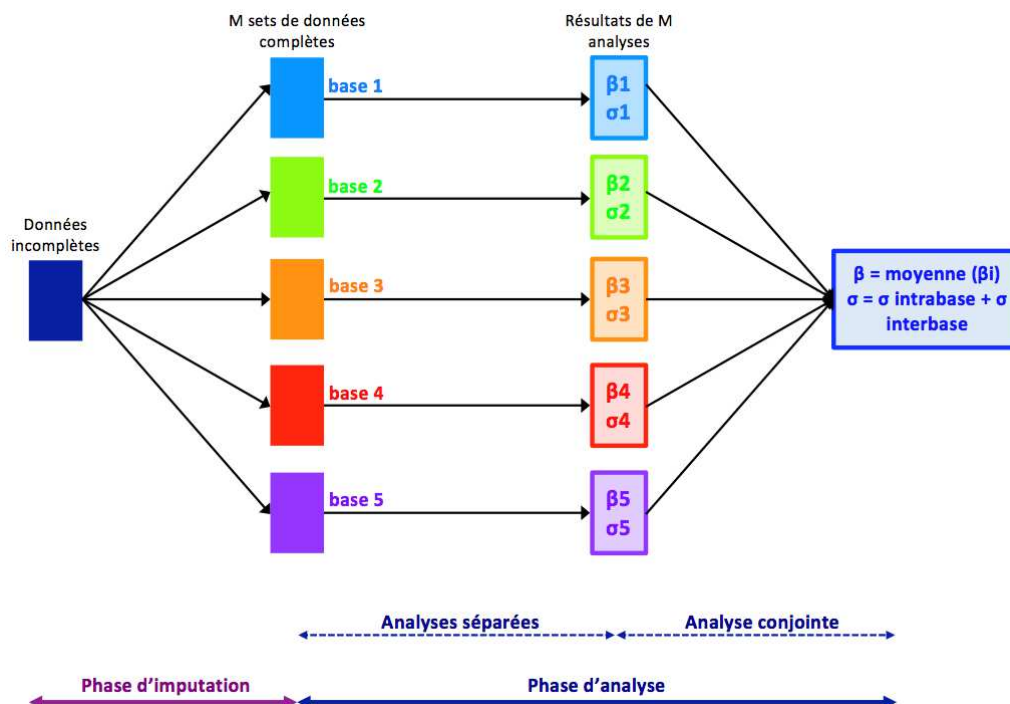 M sets de données
complètes
Résultats de M
analyses
base 1
β1
σ1
base 2
β2
σ2
Données
incomplètes
base 3
β3
σ3
β = moyenne (βi)
σ = σ intrabase + σ
interbase
base 4
β4
σ4
base 5
β5
σ5
Analyses séparées
Analyse conjointe
Phase d’imputation
Phase d’analyse